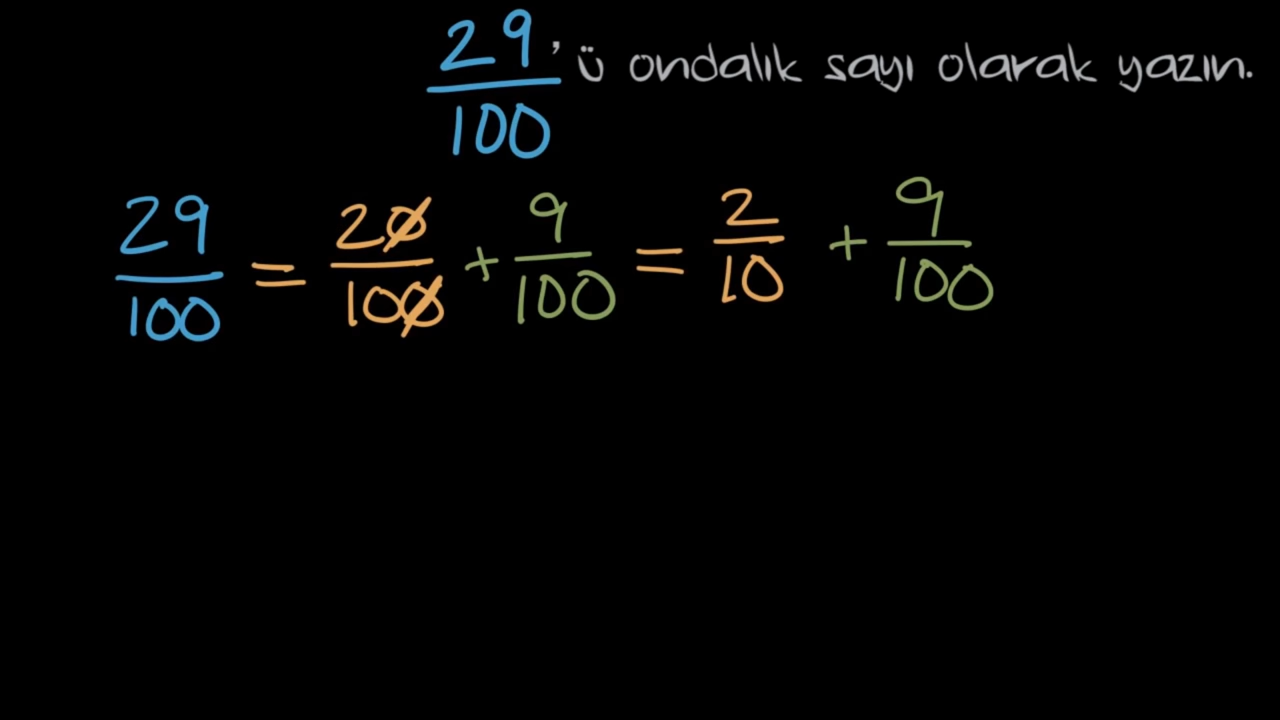 29/100 'ü ondalık sayı olarak yazın.
29/100 = 20/100 + 9/100 = 2/10 + 9/100